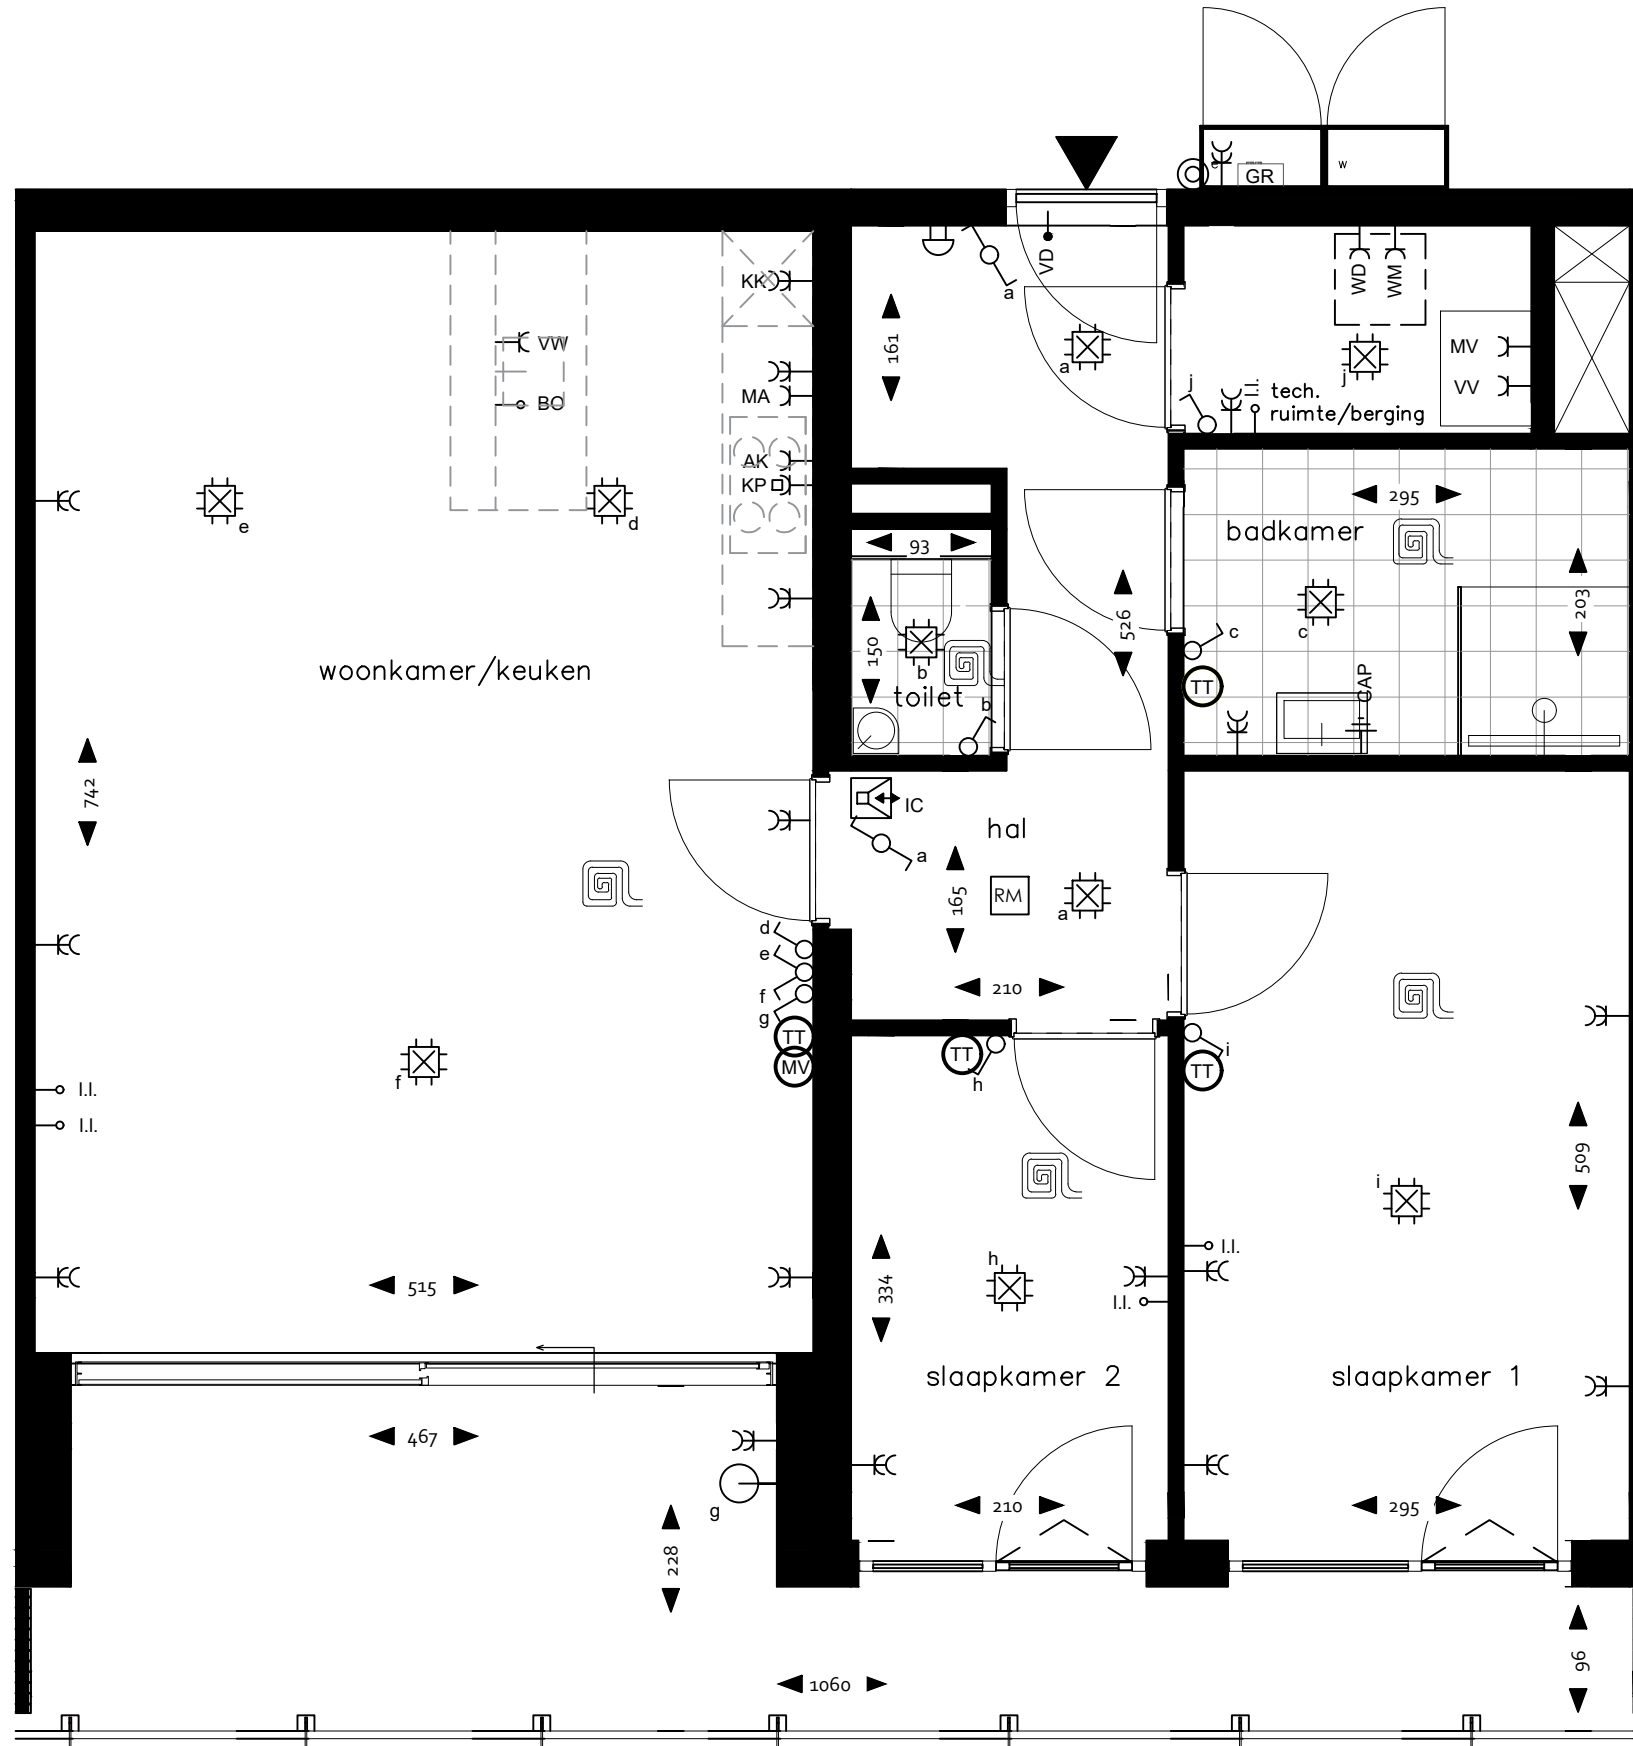 GR
w
VD
a
WD
WM
KK
VW
BO
MA
AK
KP
161
a
j
MV
VV
j
l.l.
tech.
ruimte/berging
e
d
93
295
badkamer
203
526
150
b
toilet
b
c
c
TT
CAP
woonkamer/keuken
742
IC
a
hal
165
RM
a
210
d
e
f
g
TT
MV
TT
h
i
TT
f
l.l.
l.l.
509
i
h
l.l.
l.l.
334
515
slaapkamer 2
slaapkamer 1
467
g
210
295
228
1060
96